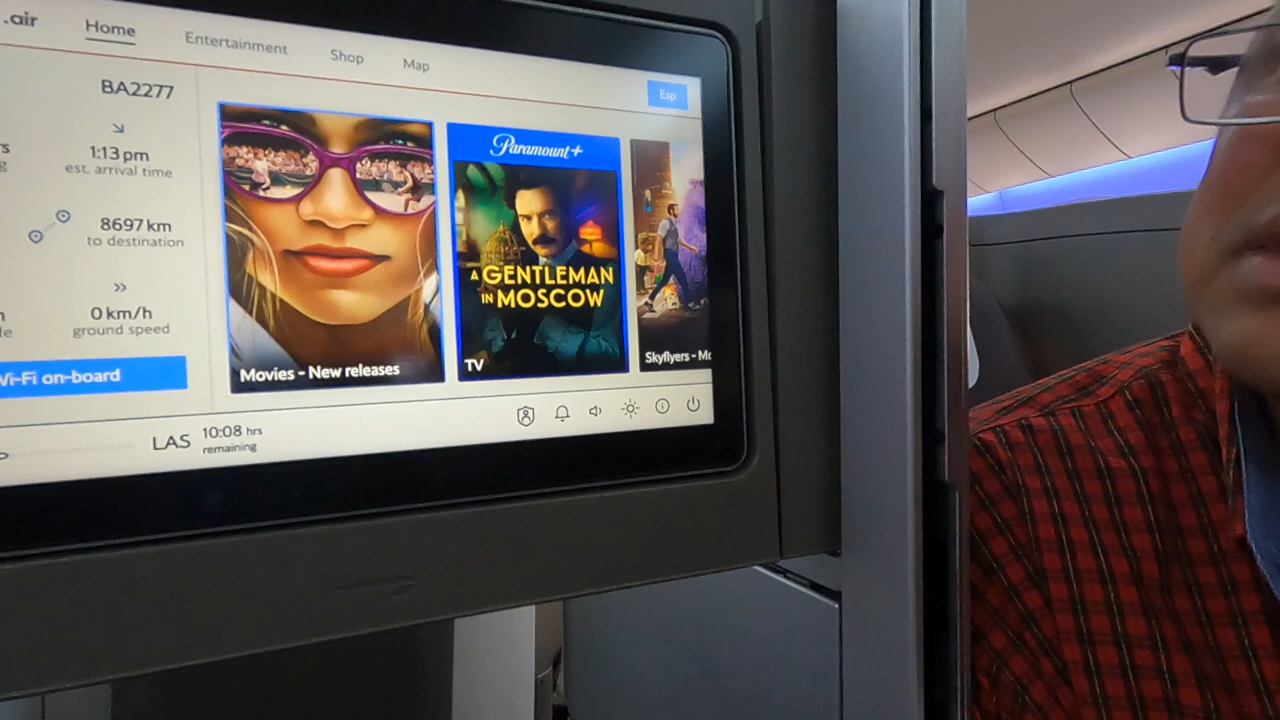 .air
Home
Entertainment
Shop
Map
BA2277
Esp
1:13 pm
est. arrival time
8697 km
to destination
0 km/h
ground speed
Wi-Fi on-board
Movies - New releases
Paramount+
A GENTLEMAN
IN MOSCOW
TV
Skyflyers -
LAS
10:08 hrs
remaining